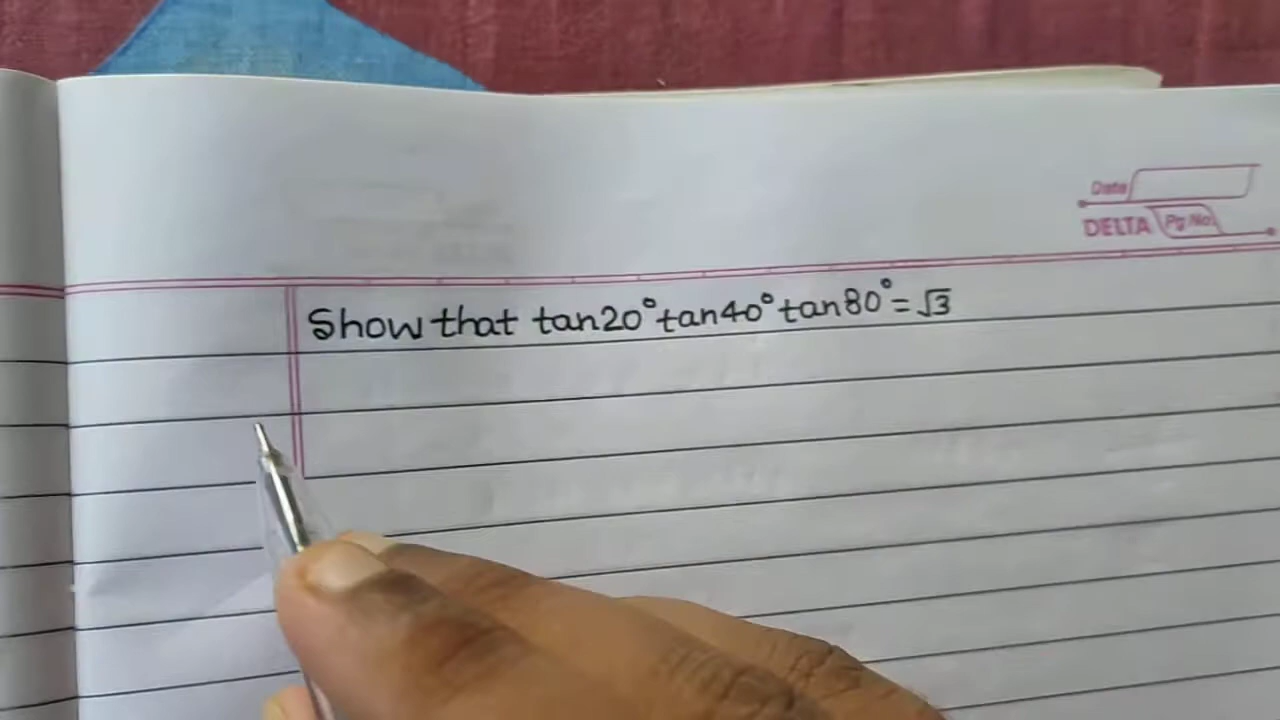 Date
DELTA Pg No.
Show that tan20° tan40° tan80° = √3